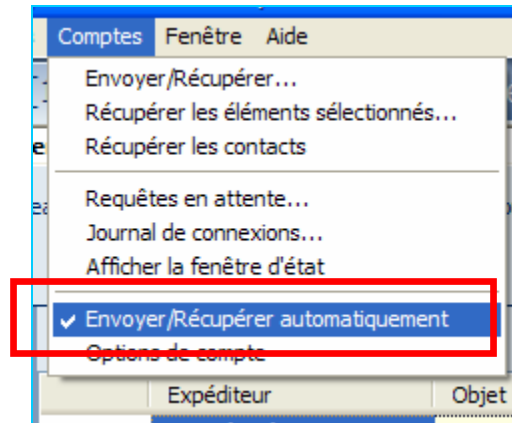 Comptes Fenêtre Aide
Envoyer/Récupérer...
Récupérer les éléments sélectionnés...
Récupérer les contacts
Requêtes en attente...
Journal de connexions...
Afficher la fenêtre d'état
Envoyer/Récupérer automatiquement
Options de compte
Expéditeur Objet